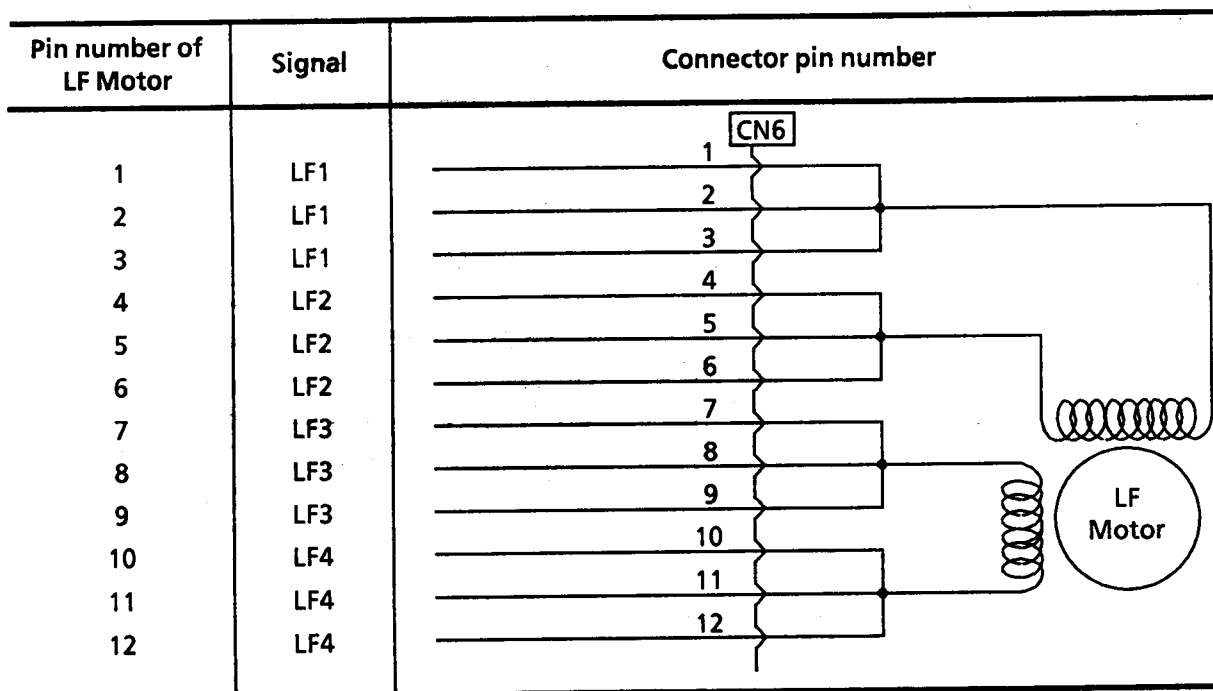 Pin number of
LF Motor
Signal
Connector pin number
CN6
1 LF1 1
2 LF1 2
3 LF1 3
4 LF2 4
5 LF2 5
6 LF2 6
7 LF3 7
8 LF3 8
9 LF3 9
10 LF4 10
11 LF4 11
12 LF4 12
LF
Motor